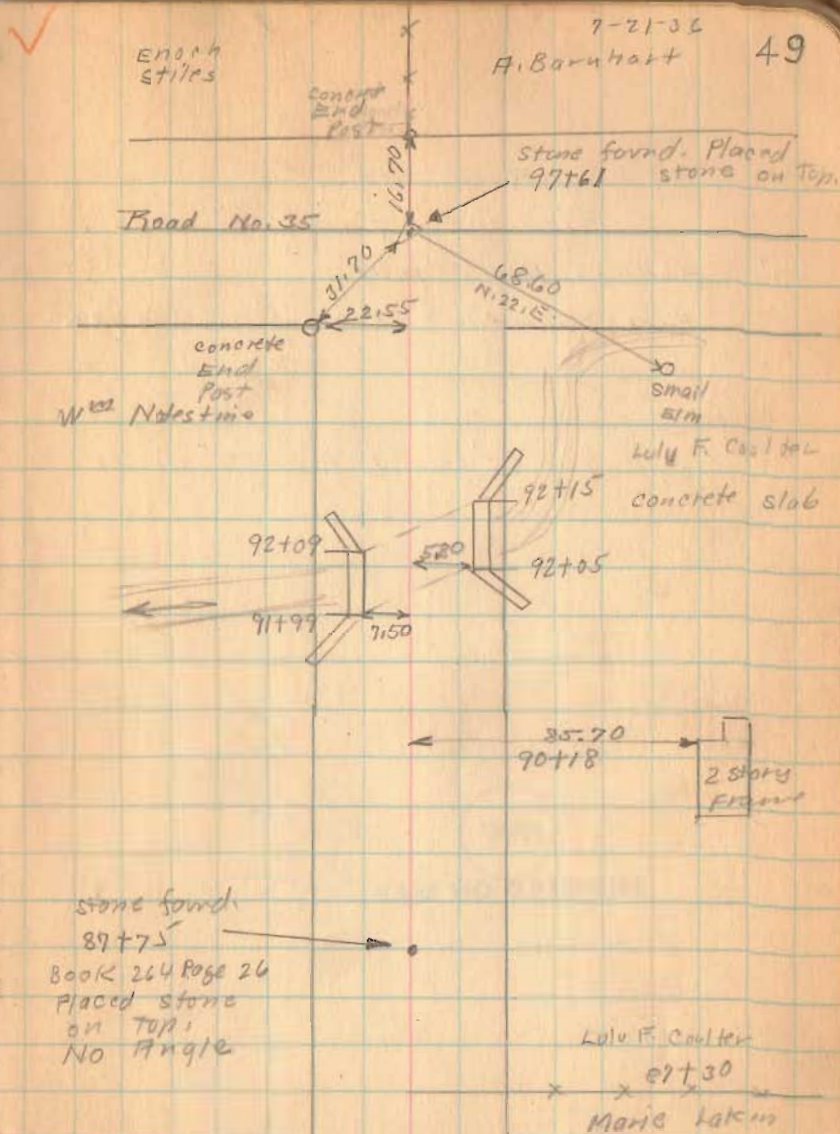 7-21-36
49
Enoch
Stiles
A. Barnhart
Concrete
End
Post
19.20
Stone found. Placed
97+61 stone on Top.
Road No. 35
31.70
68.60
N.22.E.
22.55
Concrete
End
Post
Small
Elm
Wm Notestine
Lulu F. Coulter
92+15
concrete slab
92+09
5.20
92+05
91+99
7.50
85.70
90+18
2 Story
Frame
Stone found.
87+75
Book 264 Page 26
Placed Stone
on Top.
No Angle
Lulu F. Coulter
87+30
Marie Lakin